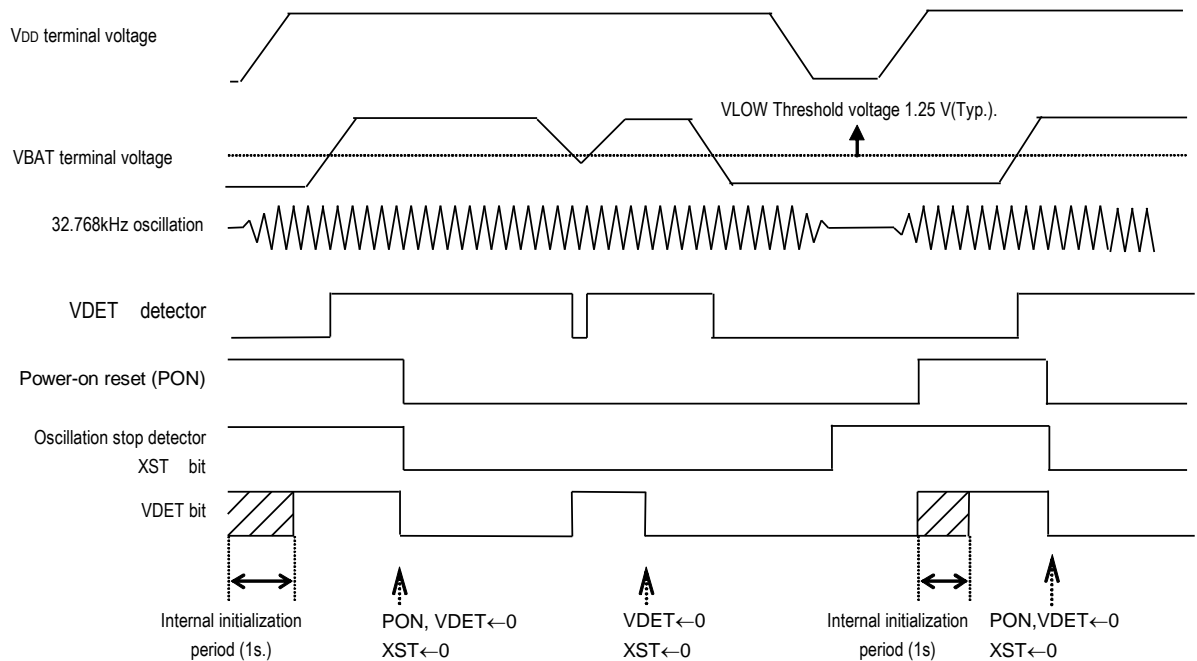 VDD terminal voltage
VLOW Threshold voltage 1.25 V(Typ.).
VBAT terminal voltage
32.768kHz oscillation
VDET detector
Power-on reset (PON)
Oscillation stop detector
XST bit
VDET bit
Internal initialization
period (1s.)
PON, VDET←0
XST←0
VDET←0
XST←0
Internal initialization
period (1s)
PON,VDET←0
XST←0